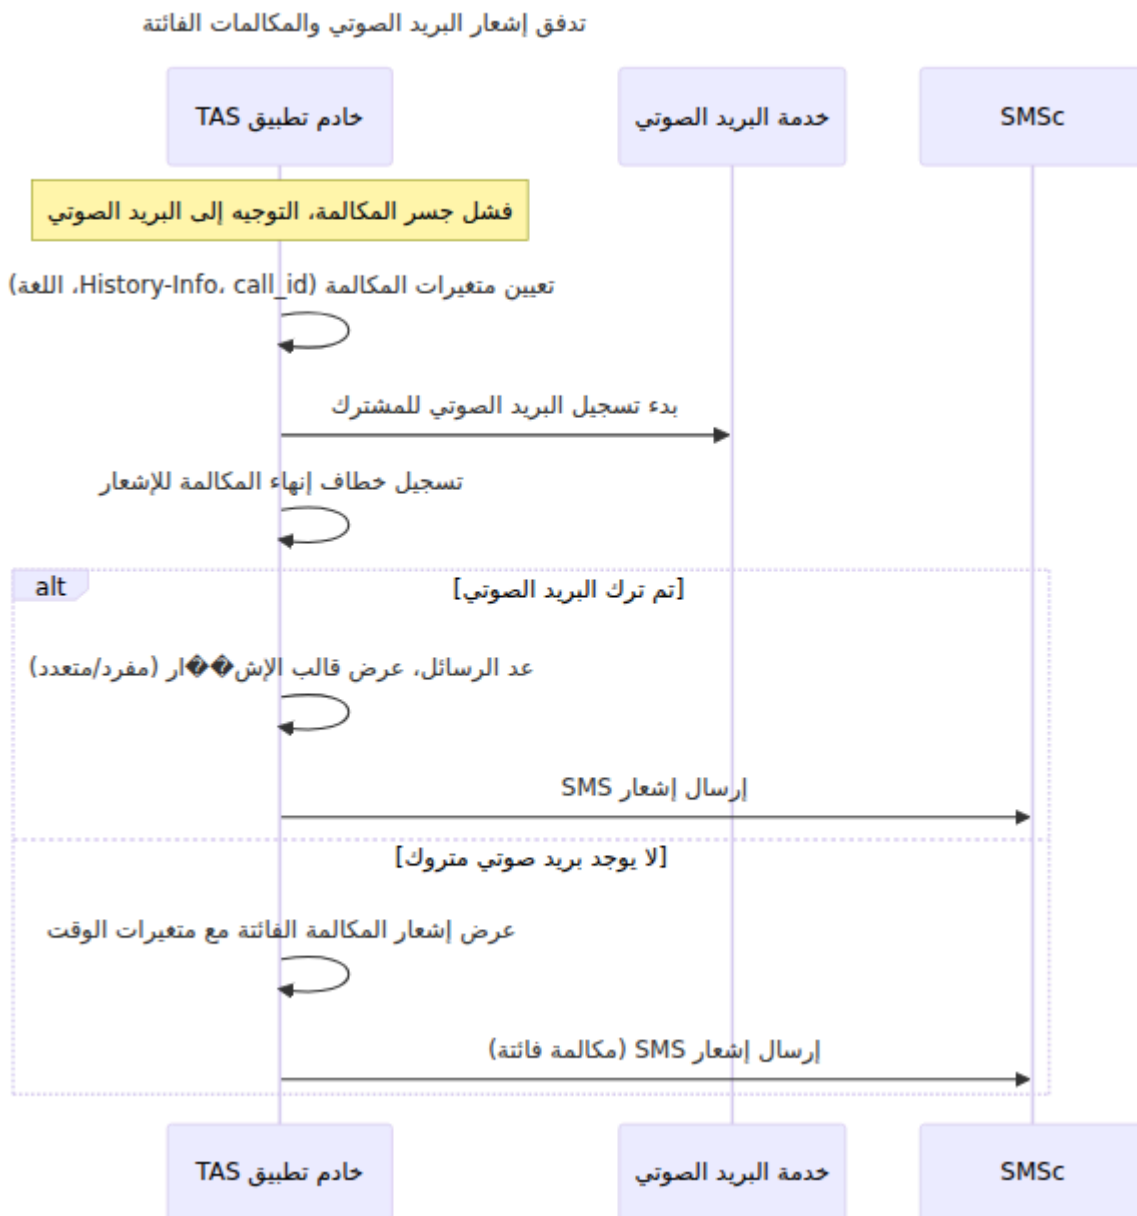 تدفق إشعار البريد الصوتي والمكالمات الفائتة
خادم تطبيق TAS
خدمة البريد الصوتي
SMSc
فشل جسر المكالمة، التوجيه إلى البريد الصوتي
تعيين متغيرات المكالمة (History-Info، call_id، اللغة)
بدء تسجيل البريد الصوتي للمشترك
تسجيل خطاف إنهاء المكالمة للإشعار
alt
[تم ترك البريد الصوتي]
عد الرسائل، عرض قالب الإش��ار (مفرد/متعدد)
إرسال إشعار SMS
[لا يوجد بريد صوتي متروك]
عرض إشعار المكالمة الفائتة مع متغيرات الوقت
إرسال إشعار SMS (مكالمة فائتة)
خادم تطبيق TAS
خدمة البريد الصوتي
SMSc